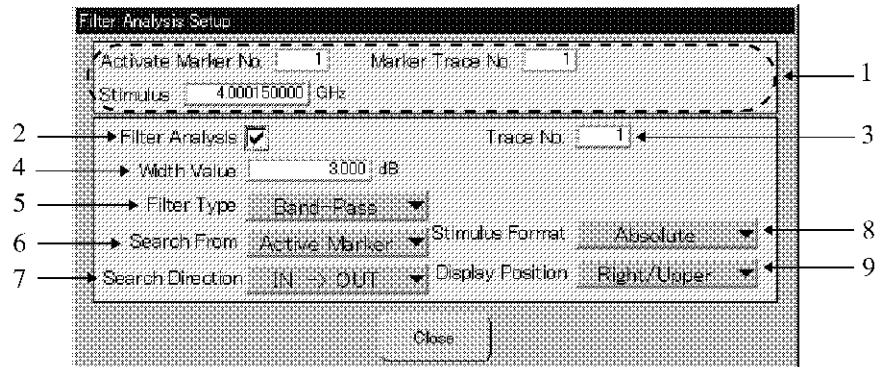 Filter Analysis Setup
Activate Marker No. 1 Marker Trace No. 1
Stimulus 4.000150000 GHz
1
2 Filter Analysis Trace No. 1 3
4 Width Value 3.000 dB
5 Filter Type Band-Pass
6 Search From Active Marker Stimulus Format Absolute 8
7 Search Direction IN -> OUT Display Position Right/Upper 9
Close